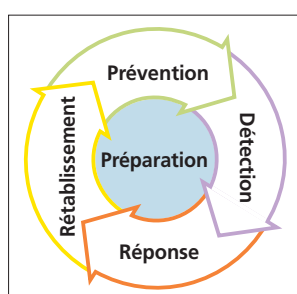 Prévention
Détection
Préparation
Rétablissement
Réponse